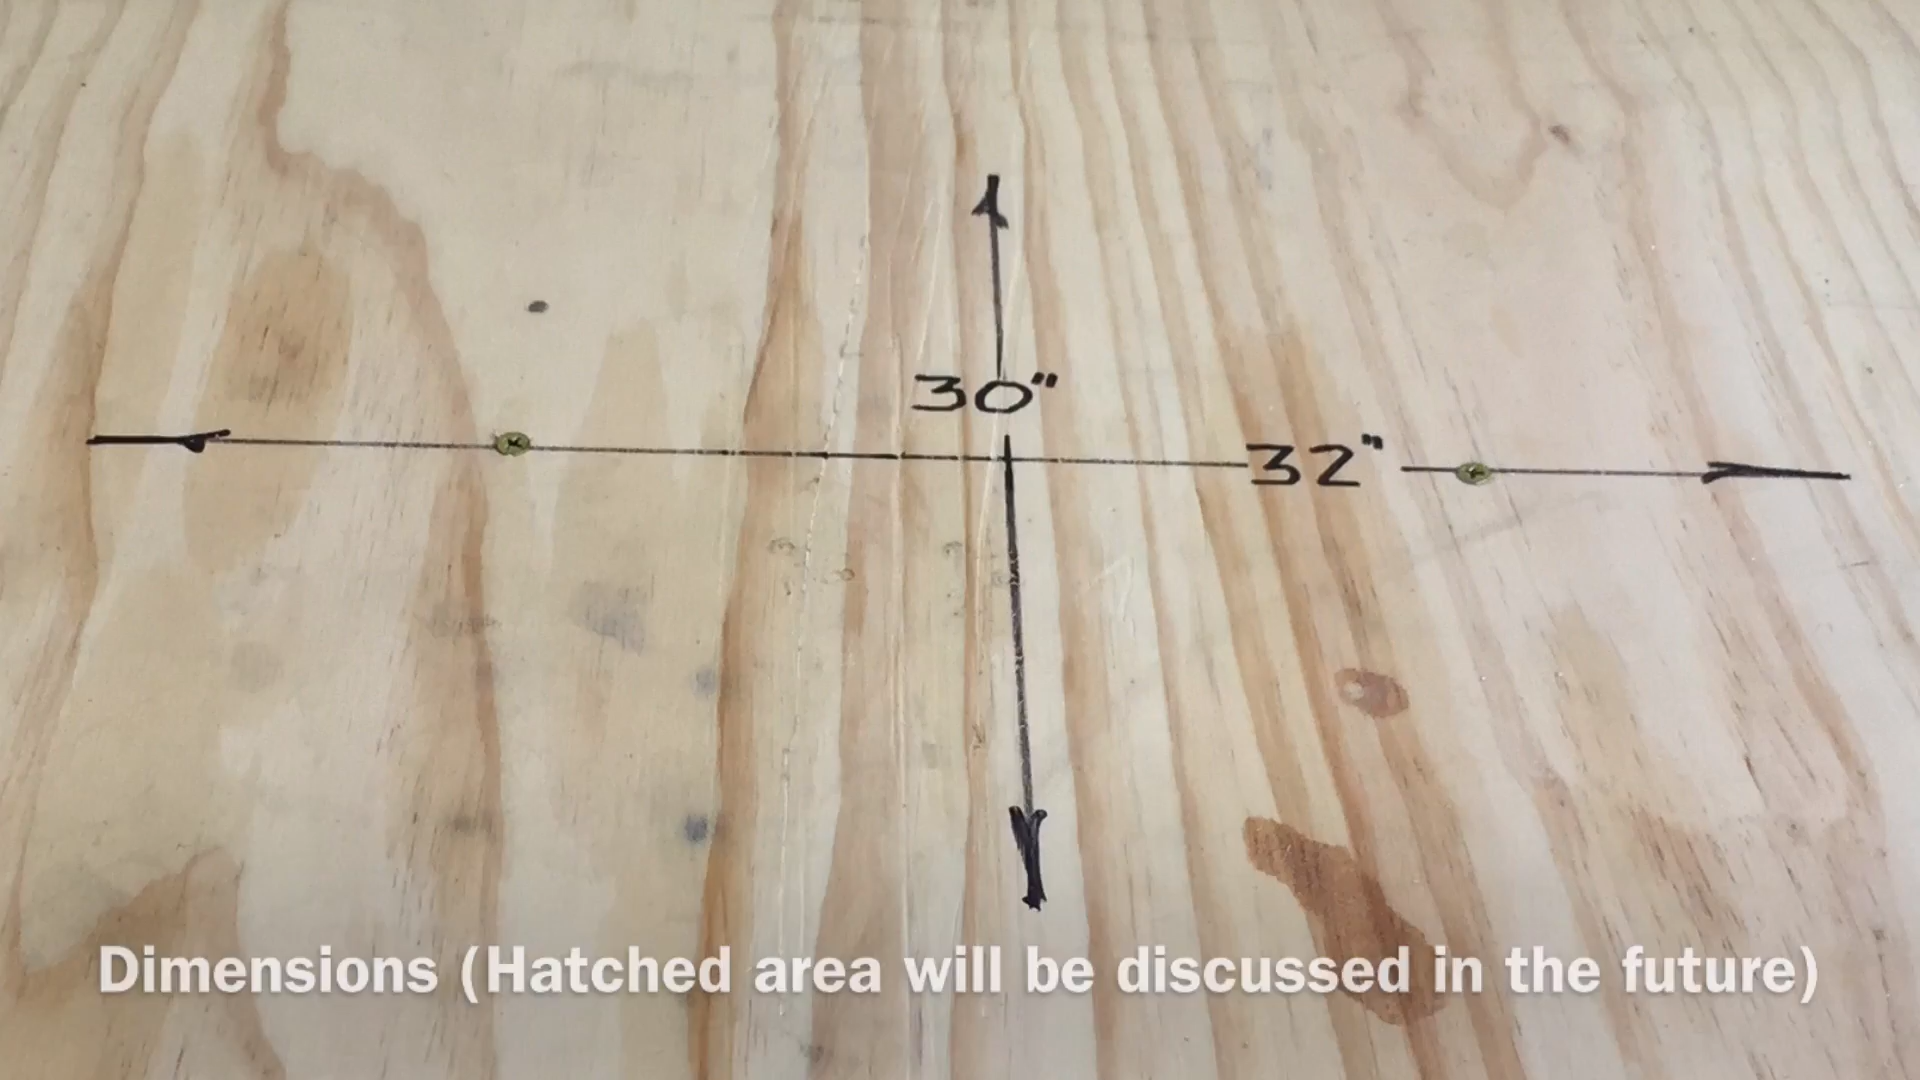 30"
32"
Dimensions (Hatched area will be discussed in the future)